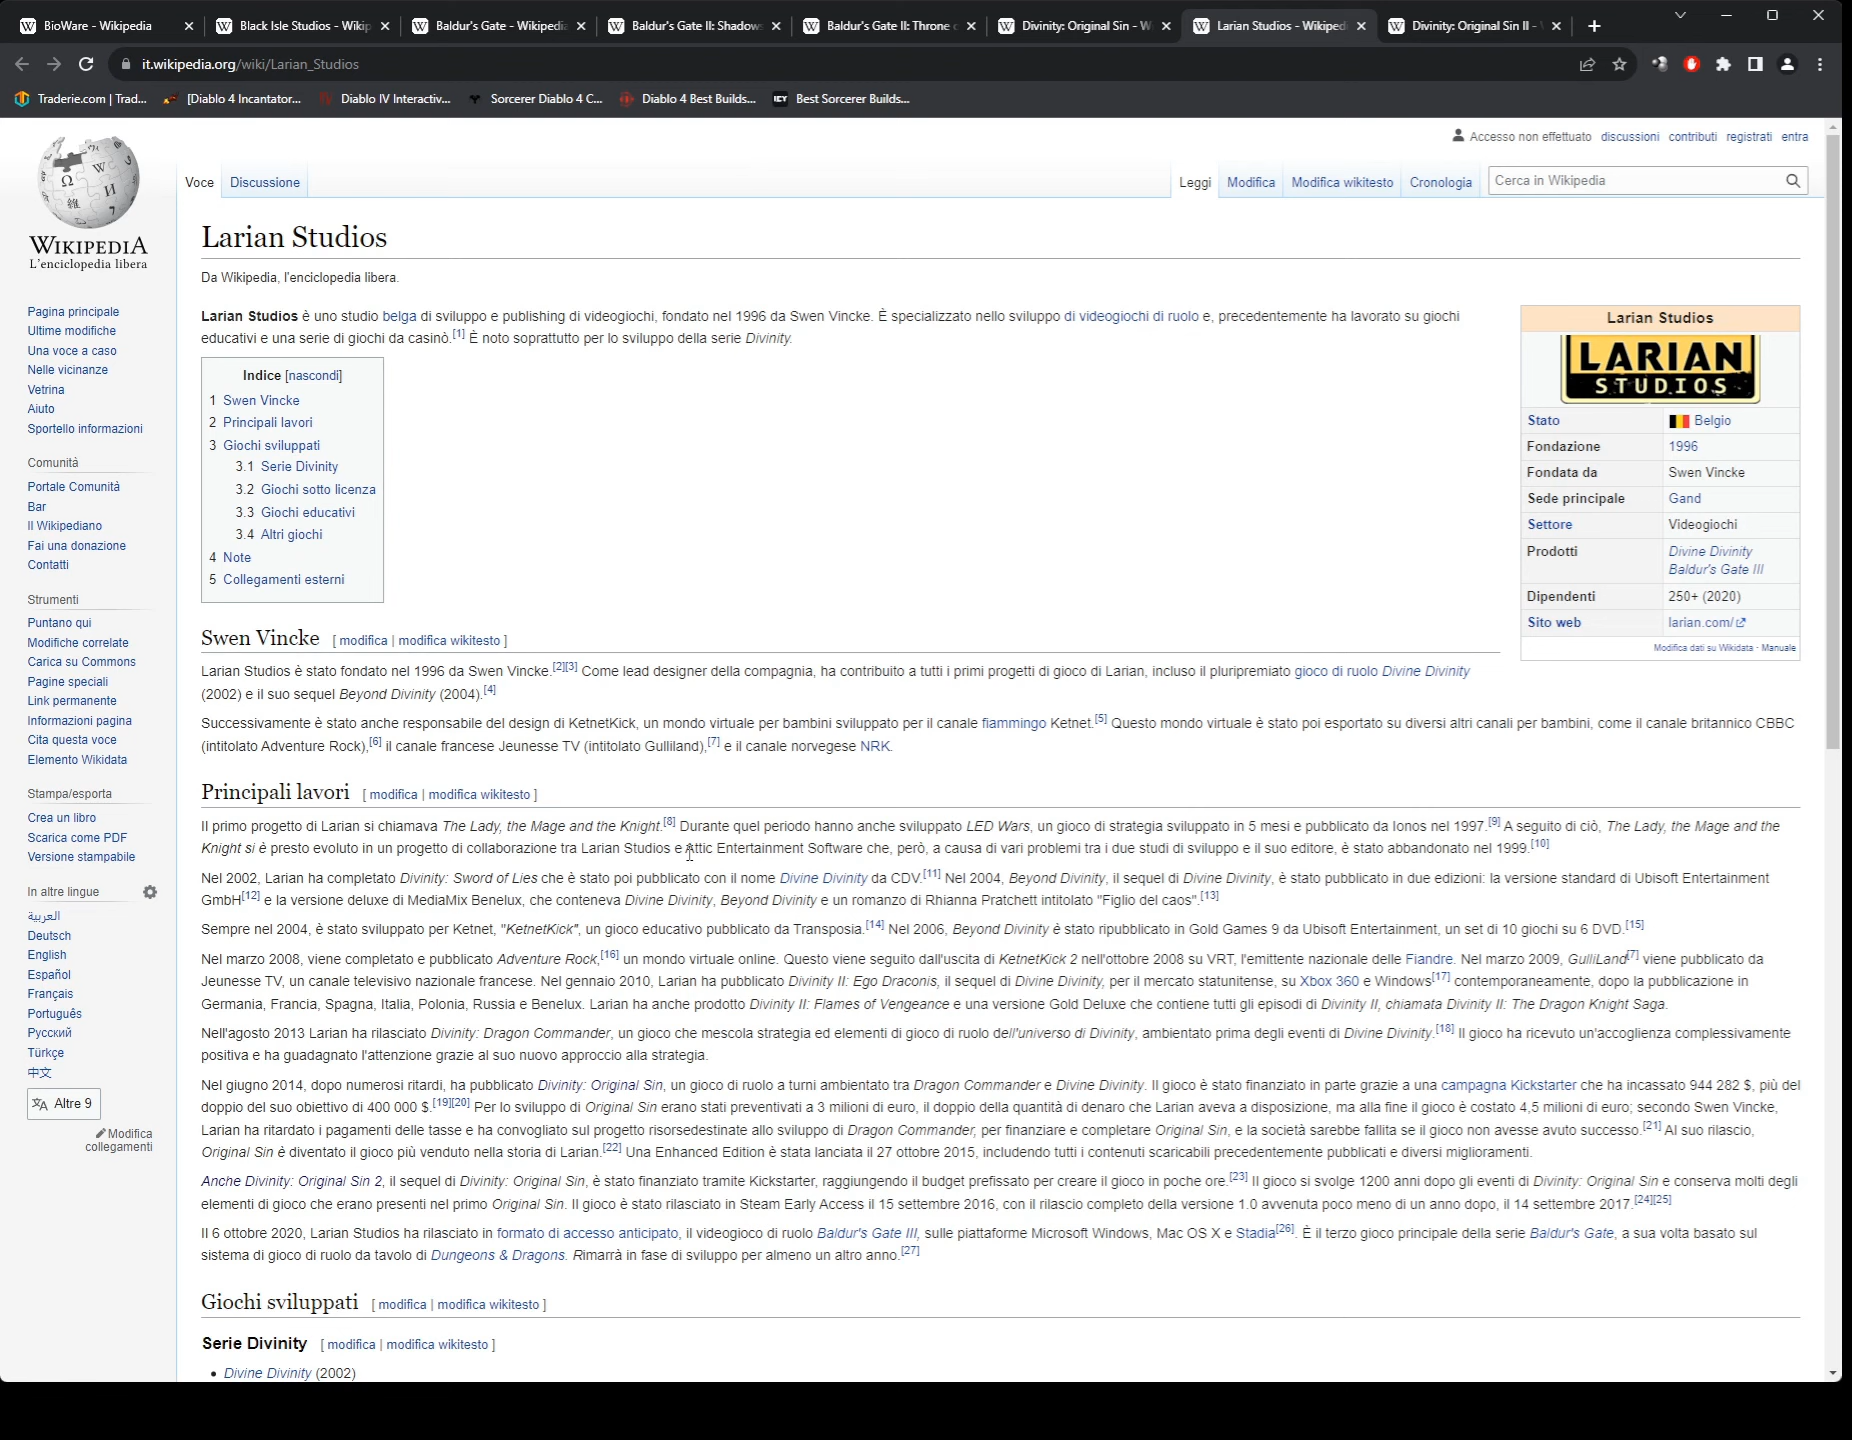 BioWare - Wikipedia
Black Isle Studios - Wikip
Baldur's Gate - Wikipedia
Baldur's Gate II: Shadows
Baldur's Gate II: Throne o
Divinity: Original Sin - W
Larian Studios - Wikiped
Divinity: Original Sin II -
it.wikipedia.org/wiki/Larian_Studios
Traderie.com | Trad...
[Diablo 4 Incantator...
Diablo IV Interactiv...
Sorcerer Diablo 4 C...
Diablo 4 Best Builds...
Best Sorcerer Builds...
WIKIPEDIA
L'enciclopedia libera
Accesso non effettuato discussioni contributi registrati entra
Voce Discussione
Leggi Modifica Modifica wikitesto Cronologia
Cerca in Wikipedia
Pagina principale
Ultime modifiche
Una voce a caso
Nelle vicinanze
Vetrina
Aiuto
Sportello informazioni
Comunità
Portale Comunità
Bar
Il Wikipediano
Fai una donazione
Contatti
Strumenti
Puntano qui
Modifiche correlate
Carica su Commons
Pagine speciali
Link permanente
Informazioni pagina
Cita questa voce
Elemento Wikidata
Stampa/esporta
Crea un libro
Scarica come PDF
Versione stampabile
In altre lingue
العربية
Deutsch
English
Español
Français
Português
Русский
Türkçe
中文
Altre 9
Modifica
collegamenti
Larian Studios
Da Wikipedia, l'enciclopedia libera.
Larian Studios è uno studio belga di sviluppo e publishing di videogiochi, fondato nel 1996 da Swen Vincke. È specializzato nello sviluppo di videogiochi di ruolo e, precedentemente ha lavorato su giochi
educativi e una serie di giochi da casinò.[1] È noto soprattutto per lo sviluppo della serie Divinity.
Indice [nascondi]
1 Swen Vincke
2 Principali lavori
3 Giochi sviluppati
3.1 Serie Divinity
3.2 Giochi sotto licenza
3.3 Giochi educativi
3.4 Altri giochi
4 Note
5 Collegamenti esterni
Larian Studios
LARIAN
STUDIOS
Stato Belgio
Fondazione 1996
Fondata da Swen Vincke
Sede principale Gand
Settore Videogiochi
Prodotti Divine Divinity
Baldur's Gate III
Dipendenti 250+ (2020)
Sito web larian.com/
Modifica dati su Wikidata · Manuale
Swen Vincke [ modifica | modifica wikitesto ]
Larian Studios è stato fondato nel 1996 da Swen Vincke.[2][3] Come lead designer della compagnia, ha contribuito a tutti i primi progetti di gioco di Larian, incluso il pluripremiato gioco di ruolo Divine Divinity
(2002) e il suo sequel Beyond Divinity (2004).[4]
Successivamente è stato anche responsabile del design di KetnetKick, un mondo virtuale per bambini sviluppato per il canale fiammingo Ketnet.[5] Questo mondo virtuale è stato poi esportato su diversi altri canali per bambini, come il canale britannico CBBC
(intitolato Adventure Rock),[6] il canale francese Jeunesse TV (intitolato Gulliland),[7] e il canale norvegese NRK.
Principali lavori [ modifica | modifica wikitesto ]
Il primo progetto di Larian si chiamava The Lady, the Mage and the Knight.[8] Durante quel periodo hanno anche sviluppato LED Wars, un gioco di strategia sviluppato in 5 mesi e pubblicato da Ionos nel 1997.[9] A seguito di ciò, The Lady, the Mage and the
Knight si è presto evoluto in un progetto di collaborazione tra Larian Studios e Attic Entertainment Software che, però, a causa di vari problemi tra i due studi di sviluppo e il suo editore, è stato abbandonato nel 1999.[10]
Nel 2002, Larian ha completato Divinity: Sword of Lies che è stato poi pubblicato con il nome Divine Divinity da CDV.[11] Nel 2004, Beyond Divinity, il sequel di Divine Divinity, è stato pubblicato in due edizioni: la versione standard di Ubisoft Entertainment
GmbH[12] e la versione deluxe di MediaMix Benelux, che conteneva Divine Divinity, Beyond Divinity e un romanzo di Rhianna Pratchett intitolato "Figlio del caos".[13]
Sempre nel 2004, è stato sviluppato per Ketnet, "KetnetKick", un gioco educativo pubblicato da Transposia.[14] Nel 2006, Beyond Divinity è stato ripubblicato in Gold Games 9 da Ubisoft Entertainment, un set di 10 giochi su 6 DVD.[15]
Nel marzo 2008, viene completato e pubblicato Adventure Rock,[16] un mondo virtuale online. Questo viene seguito dall'uscita di KetnetKick 2 nell'ottobre 2008 su VRT, l'emittente nazionale delle Fiandre. Nel marzo 2009, GulliLand[7] viene pubblicato da
Jeunesse TV, un canale televisivo nazionale francese. Nel gennaio 2010, Larian ha pubblicato Divinity II: Ego Draconis, il sequel di Divine Divinity, per il mercato statunitense, su Xbox 360 e Windows[17] contemporaneamente, dopo la pubblicazione in
Germania, Francia, Spagna, Italia, Polonia, Russia e Benelux. Larian ha anche prodotto Divinity II: Flames of Vengeance e una versione Gold Deluxe che contiene tutti gli episodi di Divinity II, chiamata Divinity II: The Dragon Knight Saga.
Nell'agosto 2013 Larian ha rilasciato Divinity: Dragon Commander, un gioco che mescola strategia ed elementi di gioco di ruolo dell'universo di Divinity, ambientato prima degli eventi di Divine Divinity.[18] Il gioco ha ricevuto un'accoglienza complessivamente
positiva e ha guadagnato l'attenzione grazie al suo nuovo approccio alla strategia.
Nel giugno 2014, dopo numerosi ritardi, ha pubblicato Divinity: Original Sin, un gioco di ruolo a turni ambientato tra Dragon Commander e Divine Divinity. Il gioco è stato finanziato in parte grazie a una campagna Kickstarter che ha incassato 944 282 $, più del
doppio del suo obiettivo di 400 000 $.[19][20] Per lo sviluppo di Original Sin erano stati preventivati a 3 milioni di euro, il doppio della quantità di denaro che Larian aveva a disposizione, ma alla fine il gioco è costato 4,5 milioni di euro; secondo Swen Vincke,
Larian ha ritardato i pagamenti delle tasse e ha convogliato sul progetto risorsedestinate allo sviluppo di Dragon Commander, per finanziare e completare Original Sin, e la società sarebbe fallita se il gioco non avesse avuto successo.[21] Al suo rilascio,
Original Sin è diventato il gioco più venduto nella storia di Larian.[22] Una Enhanced Edition è stata lanciata il 27 ottobre 2015, includendo tutti i contenuti scaricabili precedentemente pubblicati e diversi miglioramenti.
Anche Divinity: Original Sin 2, il sequel di Divinity: Original Sin, è stato finanziato tramite Kickstarter, raggiungendo il budget prefissato per creare il gioco in poche ore.[23] Il gioco si svolge 1200 anni dopo gli eventi di Divinity: Original Sin e conserva molti degli
elementi di gioco che erano presenti nel primo Original Sin. Il gioco è stato rilasciato in Steam Early Access il 15 settembre 2016, con il rilascio completo della versione 1.0 avvenuta poco meno di un anno dopo, il 14 settembre 2017.[24][25]
Il 6 ottobre 2020, Larian Studios ha rilasciato in formato di accesso anticipato, il videogioco di ruolo Baldur's Gate III, sulle piattaforme Microsoft Windows, Mac OS X e Stadia[26]. È il terzo gioco principale della serie Baldur's Gate, a sua volta basato sul
sistema di gioco di ruolo da tavolo di Dungeons & Dragons. Rimarrà in fase di sviluppo per almeno un altro anno.[27]
Giochi sviluppati [ modifica | modifica wikitesto ]
Serie Divinity [ modifica | modifica wikitesto ]
• Divine Divinity (2002)